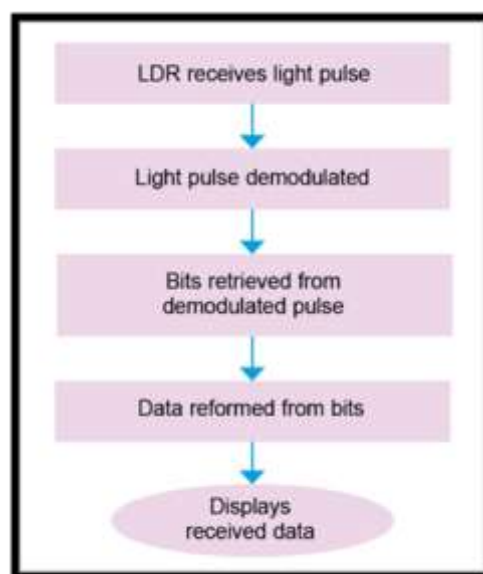 LDR receives light pulse
Light pulse demodulated
Bits retrieved from
demodulated pulse
Data reformed from bits
Displays
received data